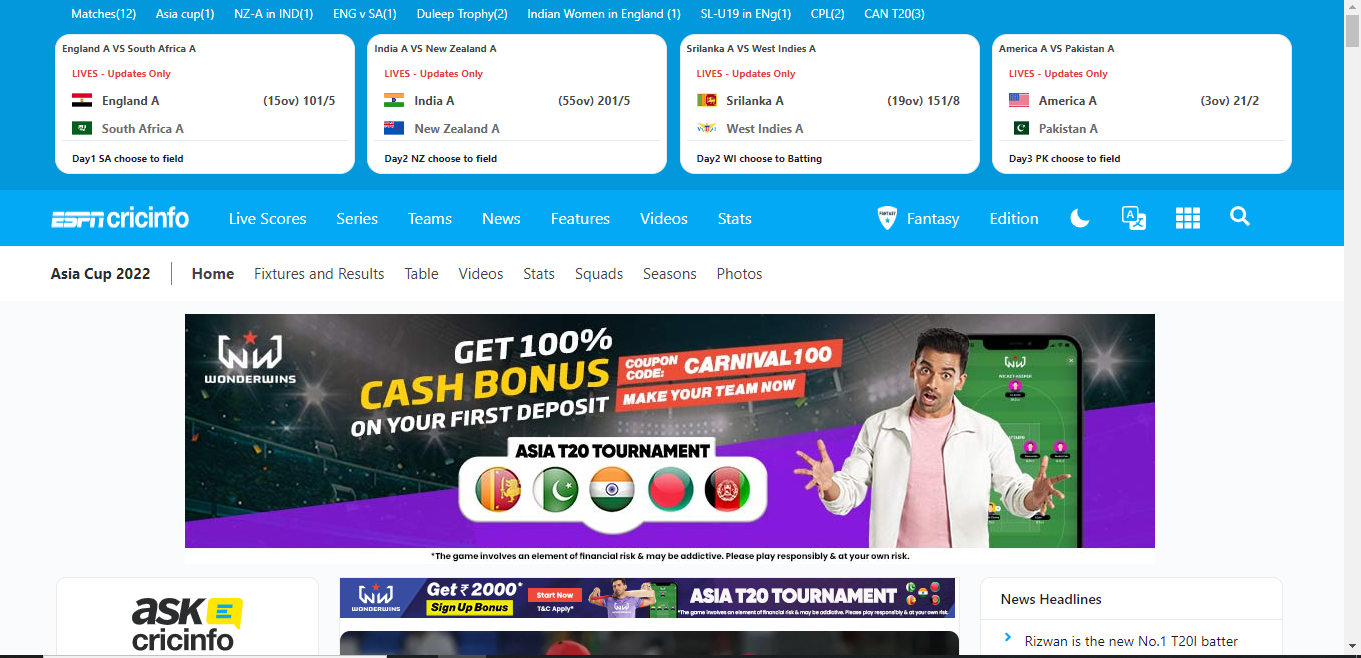 Matches(12) Asia cup(1) NZ-A in IND(1) ENG v SA(1) Duleep Trophy(2) Indian Women in England (1) SL-U19 in ENg(1) CPL(2) CAN T20(3)
England A VS South Africa A
LIVES - Updates Only
England A (15ov) 101/5
South Africa A
Day1 SA choose to field
India A VS New Zealand A
LIVES - Updates Only
India A (55ov) 201/5
New Zealand A
Day2 NZ choose to field
Srilanka A VS West Indies A
LIVES - Updates Only
Srilanka A (19ov) 151/8
West Indies A
Day2 WI choose to Batting
America A VS Pakistan A
LIVES - Updates Only
America A (3ov) 21/2
Pakistan A
Day3 PK choose to field
ESPN cricinfo Live Scores Series Teams News Features Videos Stats Fantasy Edition
Asia Cup 2022 Home Fixtures and Results Table Videos Stats Squads Seasons Photos
WONDERWINS
GET 100%
CASH BONUS
ON YOUR FIRST DEPOSIT
COUPON CODE: CARNIVAL100
MAKE YOUR TEAM NOW
ASIA T20 TOURNAMENT
WICKET-KEEPER
*The game involves an element of financial risk & may be addictive. Please play responsibly & at your own risk.
ask
cricinfo
WONDERWINS
Get ₹2000*
Sign Up Bonus
Start Now
T&C Apply*
ASIA T20 TOURNAMENT
*The game involves an element of financial risk & may be addictive. Please play responsibly & at your own risk.
News Headlines
Rizwan is the new No.1 T20I batter